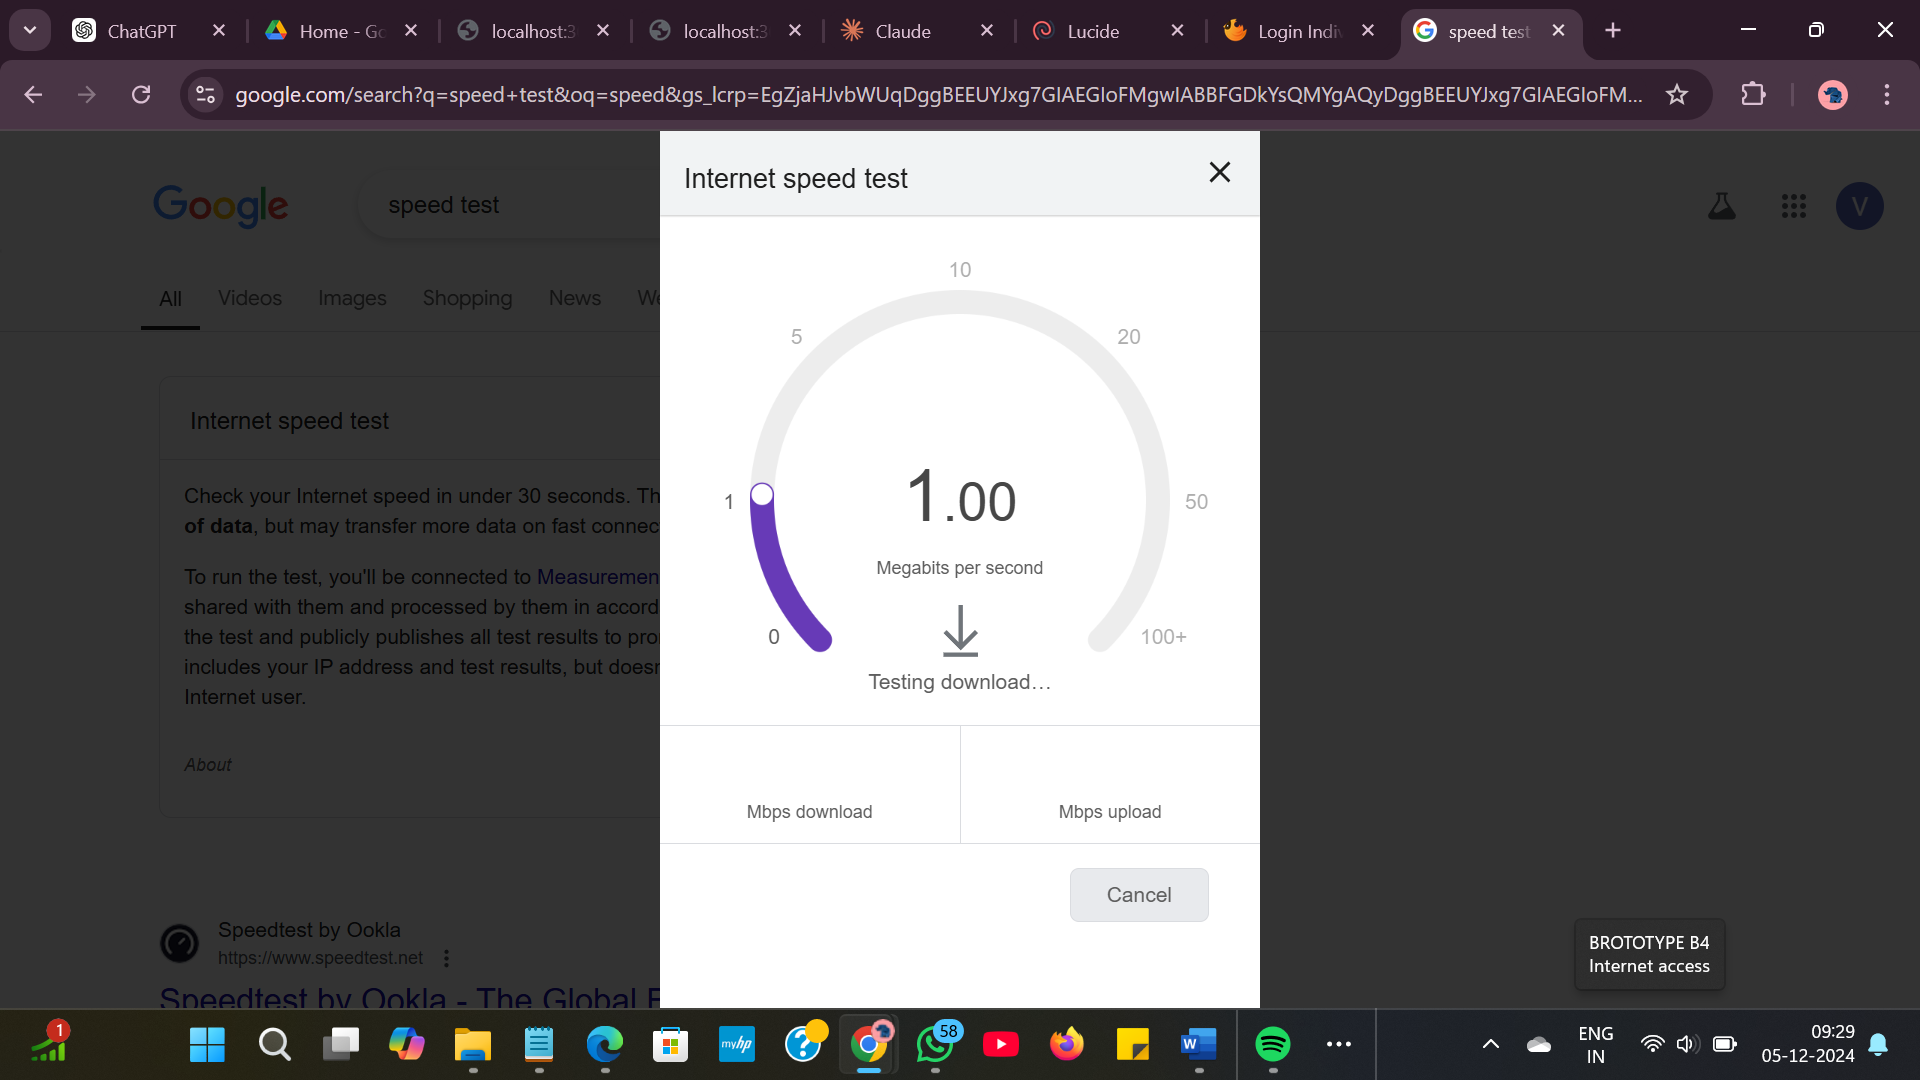 ChatGPT
Home - Go
localhost:3
localhost:3
Claude
Lucide
Login Indi
speed test
google.com/search?q=speed+test&oq=speed&gs_lcrp=EgZjaHJvbWUqDggBEEUYJxg7GIAEGIoFMgwIABBFGDkYsQMYgAQyDggBEEUYJxg7GIAEGIoFM...
Google
speed test
V
All
Videos
Images
Shopping
News
We
Internet speed test
Check your Internet speed in under 30 seconds. Th
of data, but may transfer more data on fast connec
To run the test, you'll be connected to Measuremen
shared with them and processed by them in accord
the test and publicly publishes all test results to pro
includes your IP address and test results, but doesn
Internet user.
About
Speedtest by Ookla
https://www.speedtest.net
Speedtest by Ookla - The Global
Internet speed test
10
5
20
1
50
0
100+
1.00
Megabits per second
Testing download...
Mbps download
Mbps upload
Cancel
BROTOTYPE B4
Internet access
1
myhp
58
W
ENG
IN
09:29
05-12-2024